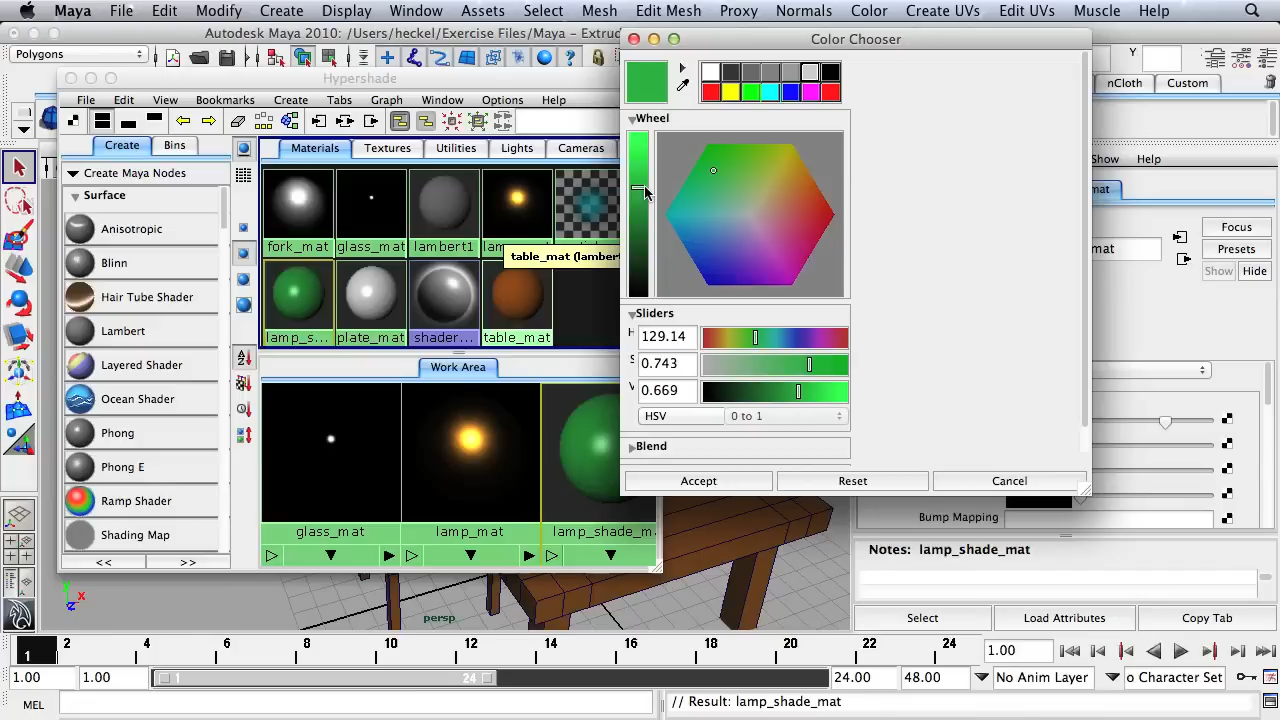 Maya File Edit Modify Create Display Window Assets Select Mesh Edit Mesh Proxy Normals Color Create UVs Edit UVs Muscle Help
Autodesk Maya 2010: /Users/heckel/Exercise Files/Maya - Extru
Color Chooser
Polygons
Y
Hypershade
nCloth Custom
File Edit View Bookmarks Create Tabs Graph Window Options Help
Wheel
Create Bins
Materials Textures Utilities Lights Cameras
Show Help
Create Maya Nodes
mat
Surface
Anisotropic
Focus
fork_mat glass_mat lambert1
mat
Presets
table_mat (lambert
Show Hide
Blinn
Hair Tube Shader
Sliders
Lambert
H 129.14
lamp_s... plate_mat shader... table_mat
Layered Shader
S 0.743
Work Area
V 0.669
Ocean Shader
HSV 0 to 1
Phong
Blend
Phong E
Accept Reset Cancel
Ramp Shader
Bump Mapping
Shading Map
glass_mat lamp_mat lamp_shade_m
<< >>
Notes: lamp_shade_mat
y x z
persp
Select Load Attributes Copy Tab
1 2 4 6 8 10 12 14 16 18 20 22 24
1.00
1.00 1.00 1 24 24.00 48.00 No Anim Layer o Character Set
MEL // Result: lamp_shade_mat